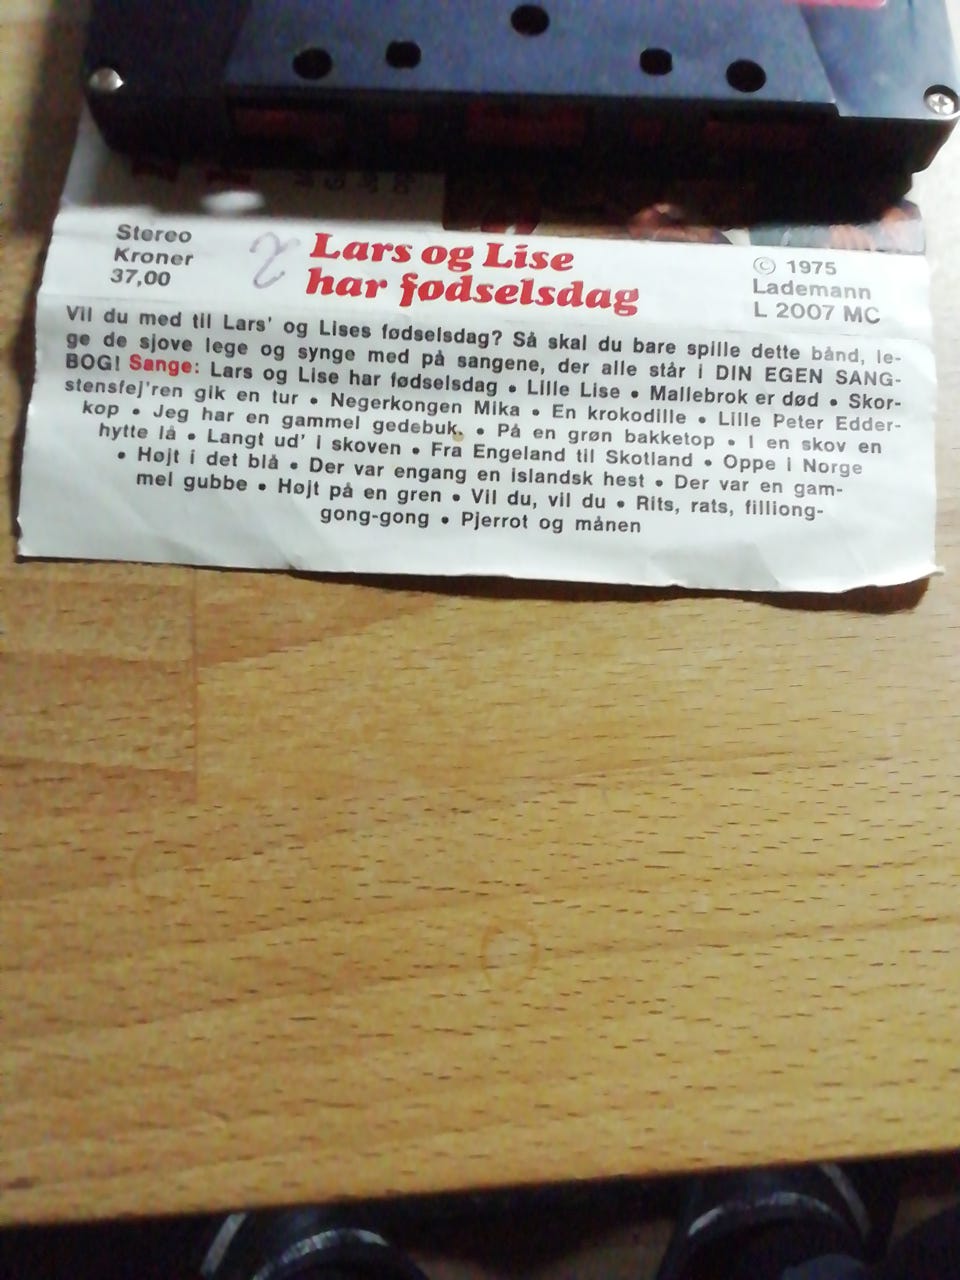 Stereo
Kroner
37,00
Lars og Lise
har fødselsdag
© 1975
Lademann
L 2007 MC
Vil du med til Lars' og Lises fødselsdag? Så skal du bare spille dette bånd, le-
ge de sjove lege og synge med på sangene, der alle står i DIN EGEN SANG-
BOG! Sange: Lars og Lise har fødselsdag • Lille Lise • Mallebrok er død • Skor-
stensfej'ren gik en tur • Negerkongen Mika • En krokodille • Lille Peter Edder-
kop • Jeg har en gammel gedebuk. • På en grøn bakketop • I en skov en
hytte lå • Langt ud' i skoven • Fra Engeland til Skotland • Oppe i Norge
• Højt i det blå • Der var engang en islandsk hest • Der var en gam-
mel gubbe • Højt på en gren • Vil du, vil du • Rits, rats, filliong-
gong-gong • Pjerrot og månen